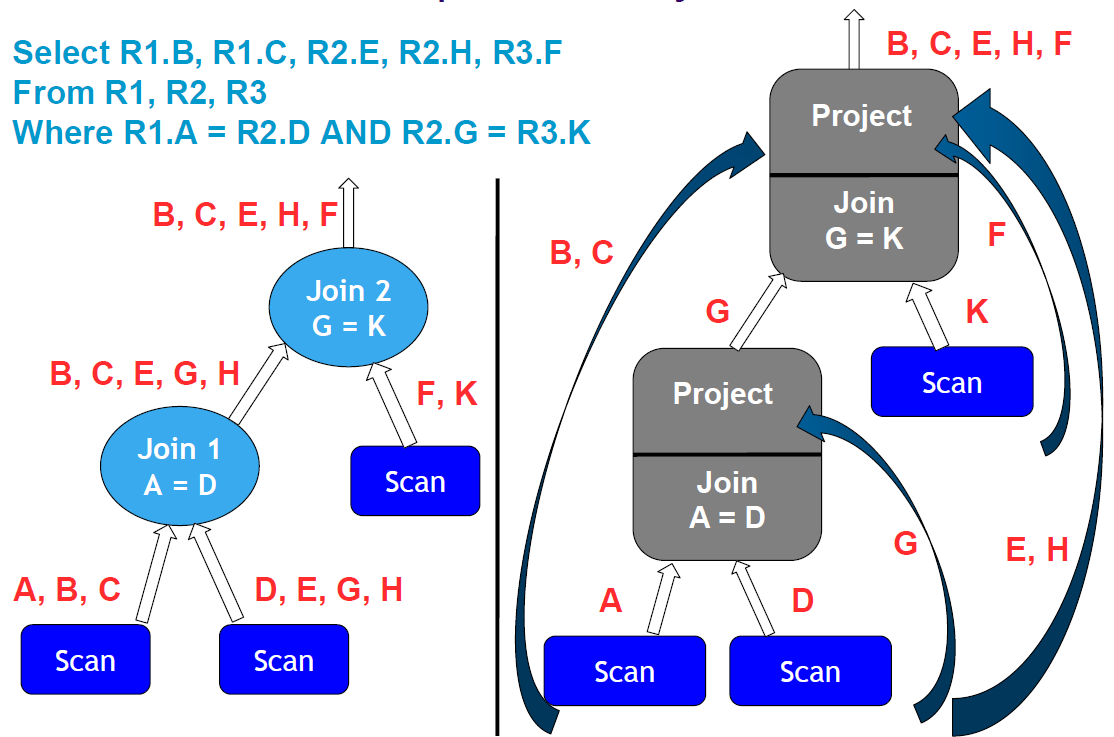 Select R1.B, R1.C, R2.E, R2.H, R3.F
From R1, R2, R3
Where R1.A = R2.D AND R2.G = R3.K
B, C, E, H, F
Join 2
G = K
B, C, E, G, H
F, K
Join 1
A = D
Scan
A, B, C
D, E, G, H
Scan
Scan
B, C, E, H, F
Project
Join
G = K
B, C
F
G
K
Scan
Project
Join
A = D
G
E, H
A
D
Scan
Scan